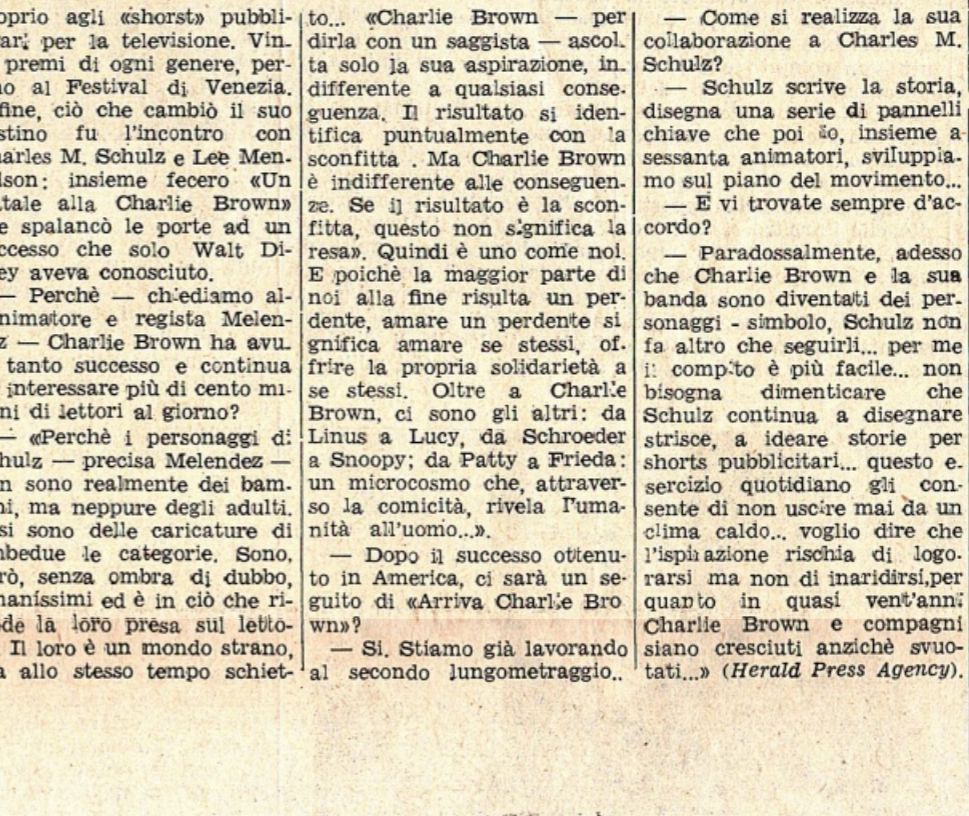 oprio agli «shorst» pubbli-
ari per la televisione. Vin-
premi di ogni genere, per-
no al Festival di Venezia.
fine, ciò che cambiò il suo
stino fu l'incontro con
arles M. Schulz e Lee Men-
lson: insieme fecero «Un
tale alla Charlie Brown»
e spalancò le porte ad un
ccesso che solo Walt Di-
ey aveva conosciuto.
— Perchè — chiediamo al-
nimatore e regista Melen-
z — Charlie Brown ha avu-
tanto successo e continua
interessare più di cento mi-
ni di lettori al giorno?
— «Perchè i personaggi di
hulz — precisa Melendez —
n sono realmente dei bam-
ni, ma neppure degli adulti.
si sono delle caricature di
bedue le categorie. Sono,
rò, senza ombra di dubbo,
naníssimi ed è in ciò che ri-
de la loro presa sul letto-
. Il loro è un mondo strano,
a allo stesso tempo schiet-
to... «Charlie Brown — per
dirla con un saggista — ascol-
ta solo la sua aspirazione, in-
differente a qualsiasi conse-
guenza. Il risultato si iden-
tifica puntualmente con la
sconfitta . Ma Charlie Brown
è indifferente alle conseguen-
ze. Se il risultato è la scon-
fitta, questo non significa la
resa». Quindi è uno come noi.
E poichè la maggior parte di
noi alla fine risulta un per-
dente, amare un perdente si
gnifica amare se stessi, of-
frire la propria solidarietà a
se stessi. Oltre a Charlie
Brown, ci sono gli altri: da
Linus a Lucy, da Schroeder
a Snoopy; da Patty a Frieda:
un microcosmo che, attraver-
so la comicità, rivela l'uma-
nità all'uomo...».
— Dopo il successo ottenu-
to in America, ci sarà un se-
guito di «Arriva Charlie Bro
wn»?
— Si. Stiamo già lavorando
al secondo lungometraggio..
— Come si realizza la sua
collaborazione a Charles M.
Schulz?
— Schulz scrive la storia,
disegna una serie di pannelli
chiave che poi io, insieme a
sessanta animatori, sviluppia-
mo sul piano del movimento...
— E vi trovate sempre d'ac-
cordo?
— Paradossalmente, adesso
che Charlie Brown e la sua
banda sono diventati dei per-
sonaggi - simbolo, Schulz non
fa altro che seguirli... per me
il compito è più facile... non
bisogna dimenticare che
Schulz continua a disegnare
strisce, a ideare storie per
shorts pubblicitari... questo e-
sercizio quotidiano gli con-
sente di non uscire mai da un
clima caldo... voglio dire che
l'ispirazione rischia di logo-
rarsi ma non di inaridirsi,per
quanto in quasi vent'anni
Charlie Brown e compagni
siano cresciuti anzichè svuo-
tati...» (Herald Press Agency).